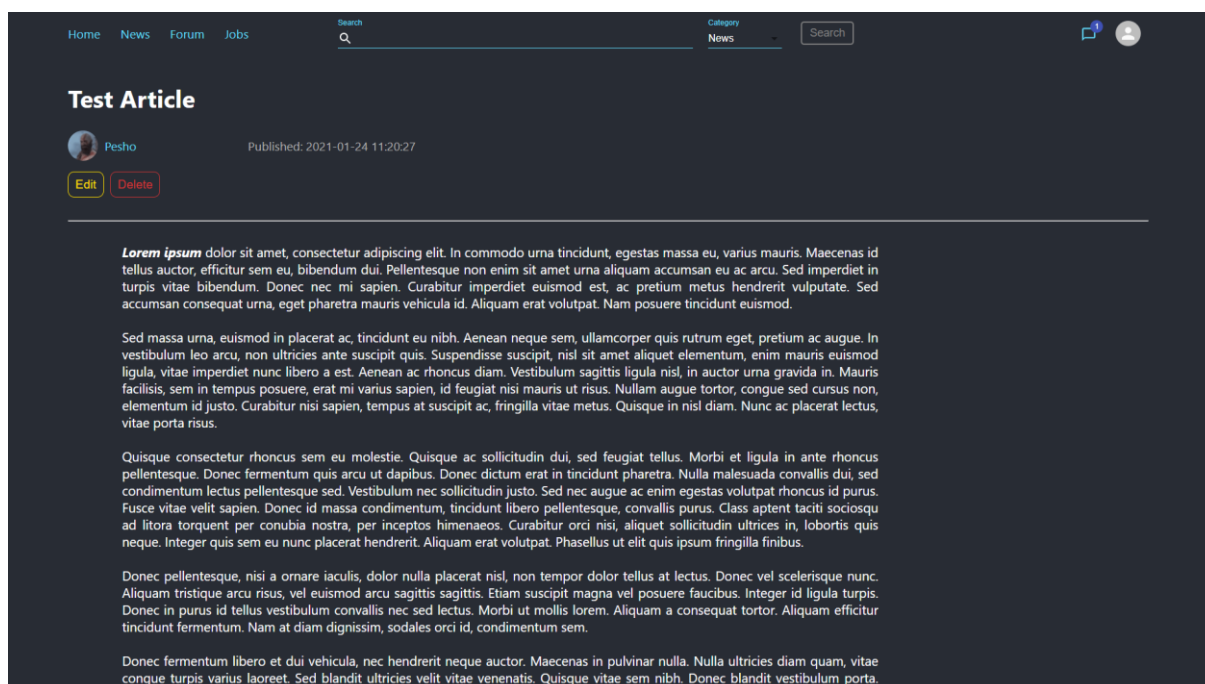 Home News Forum Jobs
Search
Category
News
Search
1
Test Article
Pesho
Published: 2021-01-24 11:20:27
Edit Delete
Lorem ipsum dolor sit amet, consectetur adipiscing elit. In commodo urna tincidunt, egestas massa eu, varius mauris. Maecenas id
tellus auctor, efficitur sem eu, bibendum dui. Pellentesque non enim sit amet urna aliquam accumsan eu ac arcu. Sed imperdiet in
turpis vitae bibendum. Donec nec mi sapien. Curabitur imperdiet euismod est, ac pretium metus hendrerit vulputate. Sed
accumsan consequat urna, eget pharetra mauris vehicula id. Aliquam erat volutpat. Nam posuere tincidunt euismod.
Sed massa urna, euismod in placerat ac, tincidunt eu nibh. Aenean neque sem, ullamcorper quis rutrum eget, pretium ac augue. In
vestibulum leo arcu, non ultricies ante suscipit quis. Suspendisse suscipit, nisl sit amet aliquet elementum, enim mauris euismod
ligula, vitae imperdiet nunc libero a est. Aenean ac rhoncus diam. Vestibulum sagittis ligula nisl, in auctor urna gravida in. Mauris
facilisis, sem in tempus posuere, erat mi varius sapien, id feugiat nisi mauris ut risus. Nullam augue tortor, congue sed cursus non,
elementum id justo. Curabitur nisi sapien, tempus at suscipit ac, fringilla vitae metus. Quisque in nisl diam. Nunc ac placerat lectus,
vitae porta risus.
Quisque consectetur rhoncus sem eu molestie. Quisque ac sollicitudin dui, sed feugiat tellus. Morbi et ligula in ante rhoncus
pellentesque. Donec fermentum quis arcu ut dapibus. Donec dictum erat in tincidunt pharetra. Nulla malesuada convallis dui, sed
condimentum lectus pellentesque sed. Vestibulum nec sollicitudin justo. Sed nec augue ac enim egestas volutpat rhoncus id purus.
Fusce vitae velit sapien. Donec id massa condimentum, tincidunt libero pellentesque, convallis purus. Class aptent taciti sociosqu
ad litora torquent per conubia nostra, per inceptos himenaeos. Curabitur orci nisi, aliquet sollicitudin ultrices in, lobortis quis
neque. Integer quis sem eu nunc placerat hendrerit. Aliquam erat volutpat. Phasellus ut elit quis ipsum fringilla finibus.
Donec pellentesque, nisi a ornare iaculis, dolor nulla placerat nisl, non tempor dolor tellus at lectus. Donec vel scelerisque nunc.
Aliquam tristique arcu risus, vel euismod arcu sagittis sagittis. Etiam suscipit magna vel posuere faucibus. Integer id ligula turpis.
Donec in purus id tellus vestibulum convallis nec sed lectus. Morbi ut mollis lorem. Aliquam a consequat tortor. Aliquam efficitur
tincidunt fermentum. Nam at diam dignissim, sodales orci id, condimentum sem.
Donec fermentum libero et dui vehicula, nec hendrerit neque auctor. Maecenas in pulvinar nulla. Nulla ultricies diam quam, vitae
congue turpis varius laoreet. Sed blandit ultricies velit vitae venenatis. Quisque vitae sem nibh. Donec blandit vestibulum porta.